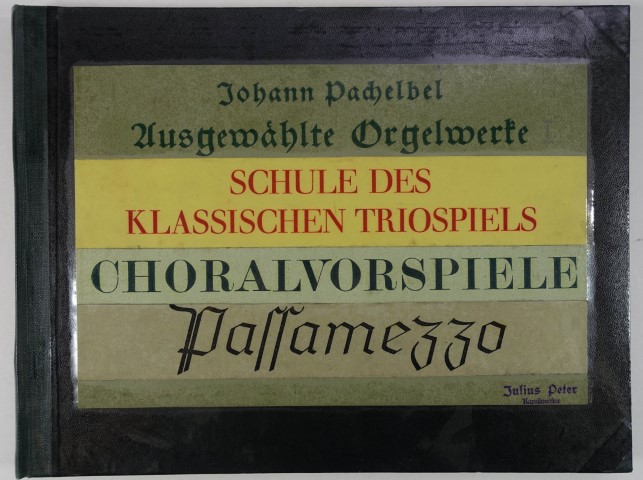 Johann Pachelbel
Ausgewählte Orgelwerke I
SCHULE DES
KLASSISCHEN TRIOSPIELS
CHORALVORSPIELE
Paſſamezzo
Julius Peter